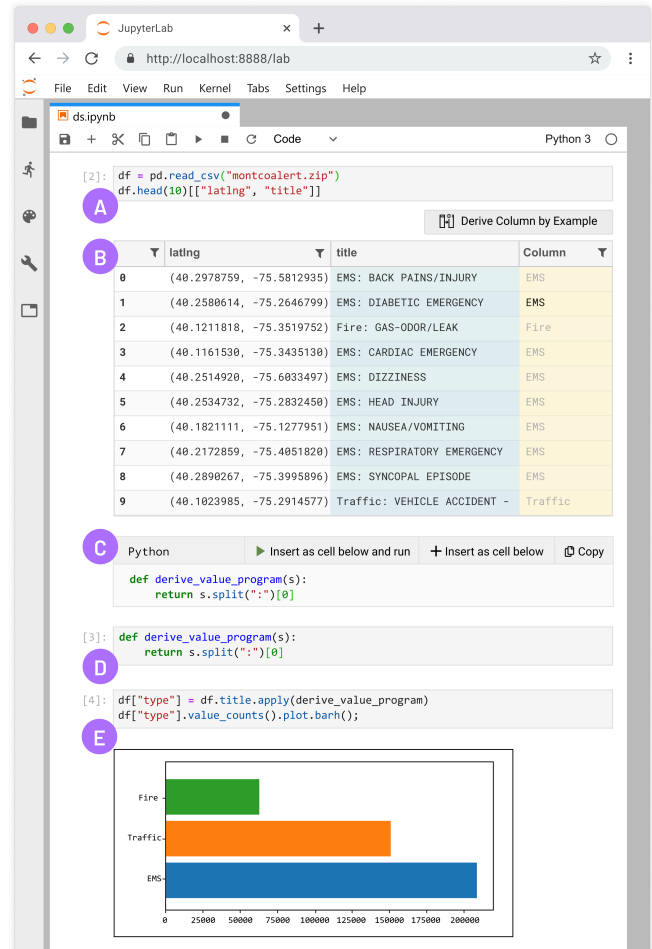 JupyterLab
http://localhost:8888/lab
File Edit View Run Kernel Tabs Settings Help
ds.ipynb
Code Python 3
[2]: df = pd.read_csv("montcoalert.zip")
df.head(10)[["latlng", "title"]]
A
Derive Column by Example
B
latlng title Column
0 (40.2978759, -75.5812935) EMS: BACK PAINS/INJURY EMS
1 (40.2580614, -75.2646799) EMS: DIABETIC EMERGENCY EMS
2 (40.1211818, -75.3519752) Fire: GAS-ODOR/LEAK Fire
3 (40.1161530, -75.3435130) EMS: CARDIAC EMERGENCY EMS
4 (40.2514920, -75.6033497) EMS: DIZZINESS EMS
5 (40.2534732, -75.2832450) EMS: HEAD INJURY EMS
6 (40.1821111, -75.1277951) EMS: NAUSEA/VOMITING EMS
7 (40.2172859, -75.4051820) EMS: RESPIRATORY EMERGENCY EMS
8 (40.2890267, -75.3995896) EMS: SYNCOPAL EPISODE EMS
9 (40.1023985, -75.2914577) Traffic: VEHICLE ACCIDENT - Traffic
C
Python Insert as cell below and run Insert as cell below Copy
def derive_value_program(s):
return s.split(":")[0]
[3]: def derive_value_program(s):
return s.split(":")[0]
D
[4]: df["type"] = df.title.apply(derive_value_program)
df["type"].value_counts().plot.barh();
E
Fire
Traffic
EMS
0 25000 50000 75000 100000 125000 150000 175000 200000